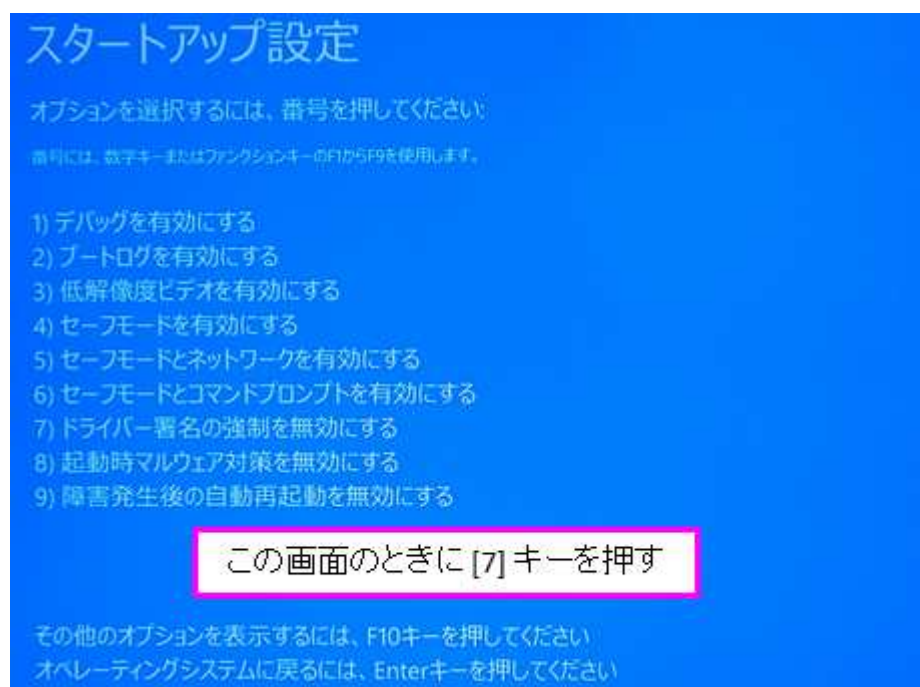 スタートアップ設定
オプションを選択するには、番号を押してください:
番号には、数字キーまたはファンクションキーのF1からF9を使用します。
1) デバッグを有効にする
2) ブートログを有効にする
3) 低解像度ビデオを有効にする
4) セーフモードを有効にする
5) セーフモードとネットワークを有効にする
6) セーフモードとコマンドプロンプトを有効にする
7) ドライバー署名の強制を無効にする
8) 起動時マルウェア対策を無効にする
9) 障害発生後の自動再起動を無効にする
この画面のときに [7] キーを押す
その他のオプションを表示するには、F10キーを押してください
オペレーティングシステムに戻るには、Enterキーを押してください